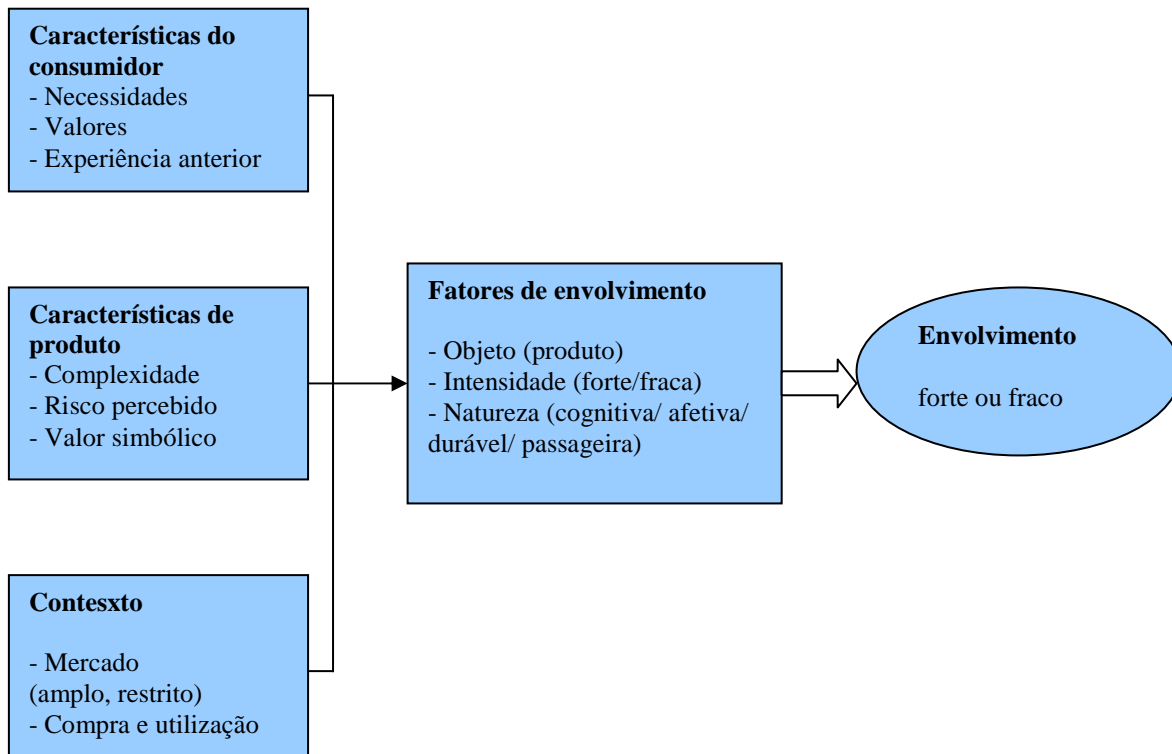 Características do
consumidor
- Necessidades
- Valores
- Experiência anterior
Características de
produto
- Complexidade
- Risco percebido
- Valor simbólico
Contesxto
- Mercado
(amplo, restrito)
- Compra e utilização
Fatores de envolvimento
- Objeto (produto)
- Intensidade (forte/fraca)
- Natureza (cognitiva/ afetiva/
durável/ passageira)
Envolvimento
forte ou fraco